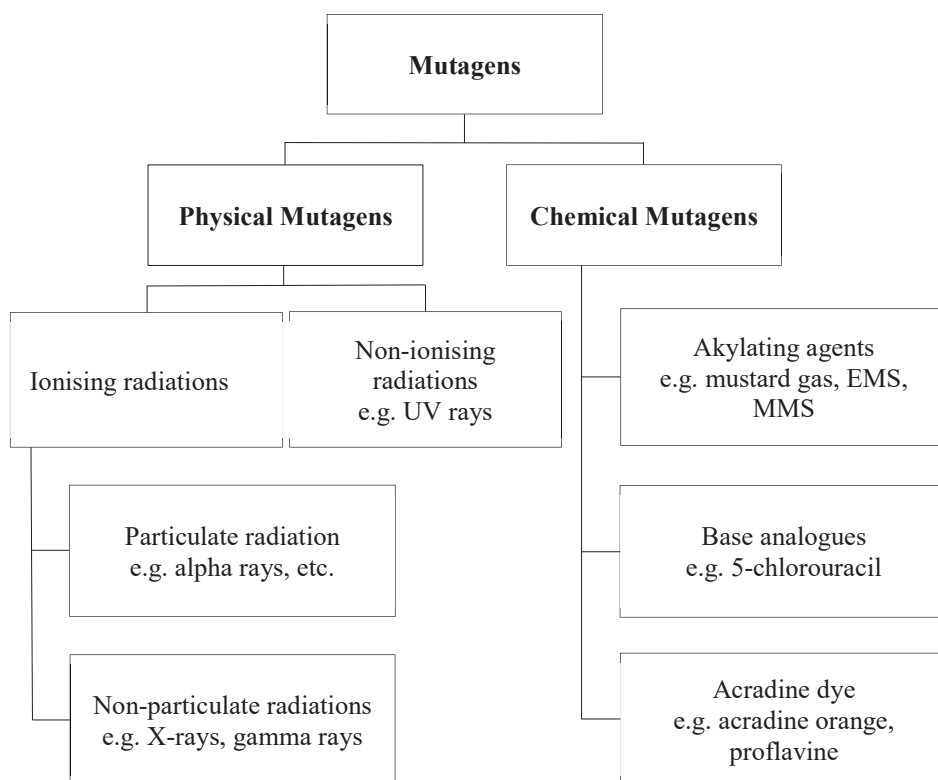 Mutagens
Physical Mutagens
Chemical Mutagens
Ionising radiations
Non-ionising
radiations
e.g. UV rays
Particulate radiation
e.g. alpha rays, etc.
Non-particulate radiations
e.g. X-rays, gamma rays
Akylating agents
e.g. mustard gas, EMS,
MMS
Base analogues
e.g. 5-chlorouracil
Acradine dye
e.g. acradine orange,
proflavine